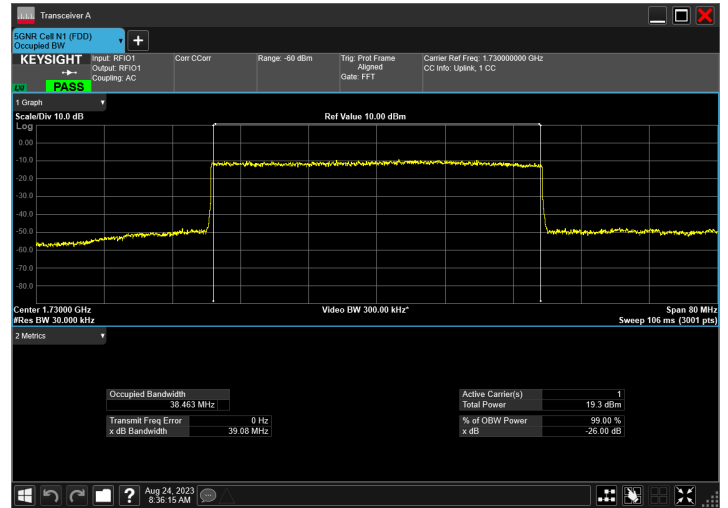 Transceiver A
5GNR Cell N1 (FDD)
Occupied BW
KEYSIGHT
Input: RFIO1
Output: RFIO1
Coupling: AC
Corr CCorr
Range: -60 dBm
Trig: Prot Frame
Aligned
Gate: FFT
Carrier Ref Freq: 1.730000000 GHz
CC Info: Uplink, 1 CC
LXI
PASS
1 Graph
Scale/Div 10.0 dB
Ref Value 10.00 dBm
Log
0.00
-10.0
-20.0
-30.0
-40.0
-50.0
-60.0
-70.0
-80.0
Center 1.73000 GHz
Video BW 300.00 kHz*
Span 80 MHz
#Res BW 30.000 kHz
Sweep 106 ms (3001 pts)
2 Metrics
Occupied Bandwidth
38.463 MHz
Active Carrier(s) 1
Total Power 19.3 dBm
Transmit Freq Error 0 Hz
x dB Bandwidth 39.08 MHz
% of OBW Power 99.00 %
x dB -26.00 dB
Aug 24, 2023
8:36:15 AM